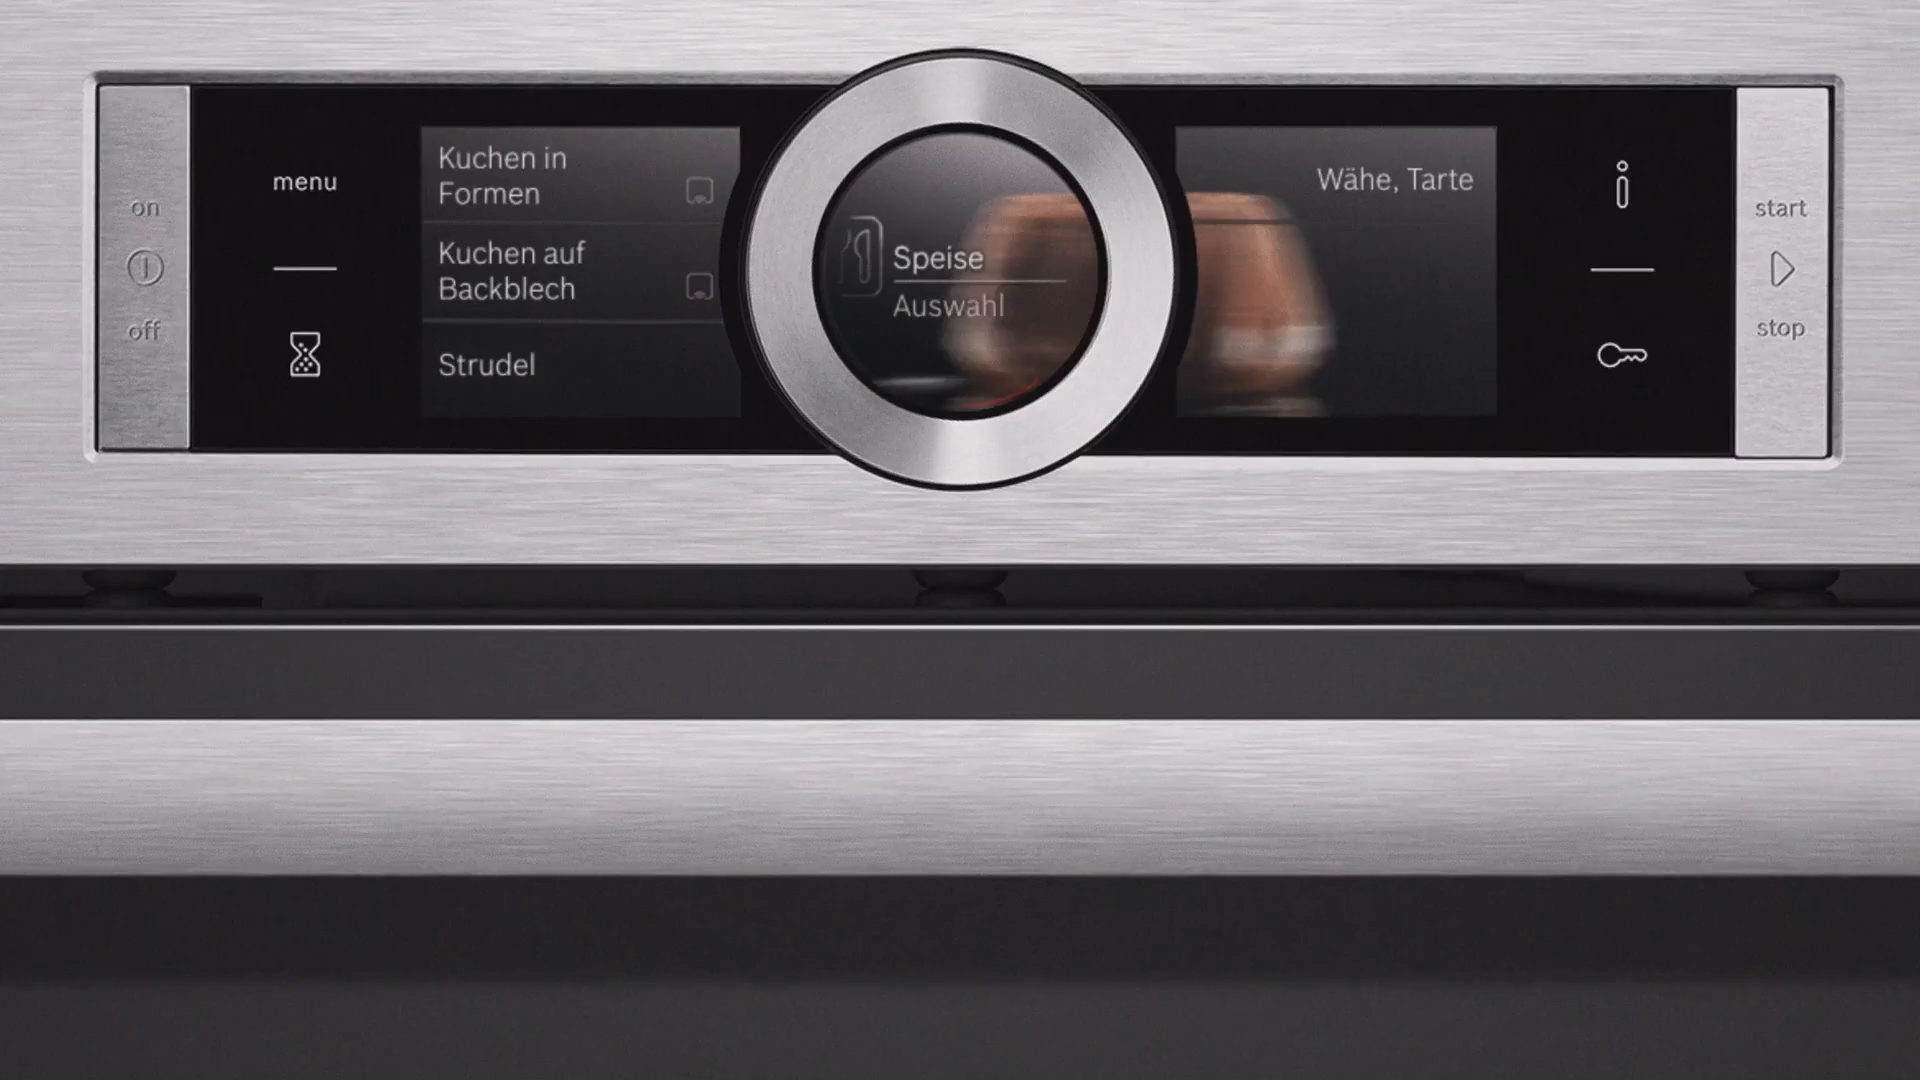 on
off
menu
Kuchen in
Formen
Kuchen auf
Backblech
Strudel
Speise
Auswahl
Wähe, Tarte
start
stop